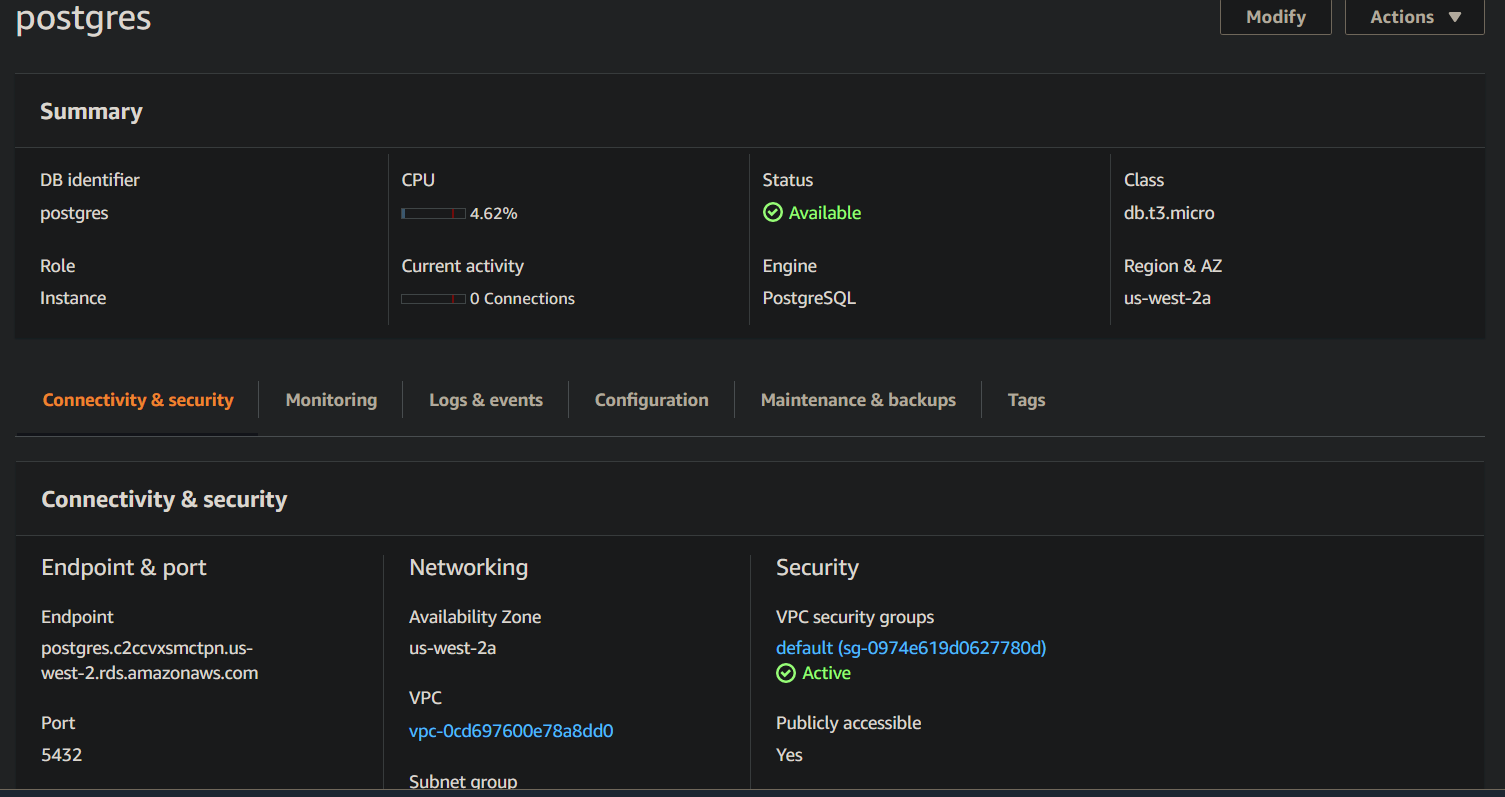 postgres
Modify
Actions
Summary
DB identifier
postgres
CPU
4.62%
Status
Available
Class
db.t3.micro
Role
Instance
Current activity
0 Connections
Engine
PostgreSQL
Region & AZ
us-west-2a
Connectivity & security
Monitoring
Logs & events
Configuration
Maintenance & backups
Tags
Connectivity & security
Endpoint & port
Endpoint
postgres.c2ccvxsmctpn.us-
west-2.rds.amazonaws.com
Port
5432
Networking
Availability Zone
us-west-2a
VPC
vpc-0cd697600e78a8dd0
Subnet group
Security
VPC security groups
default (sg-0974e619d0627780d)
Active
Publicly accessible
Yes